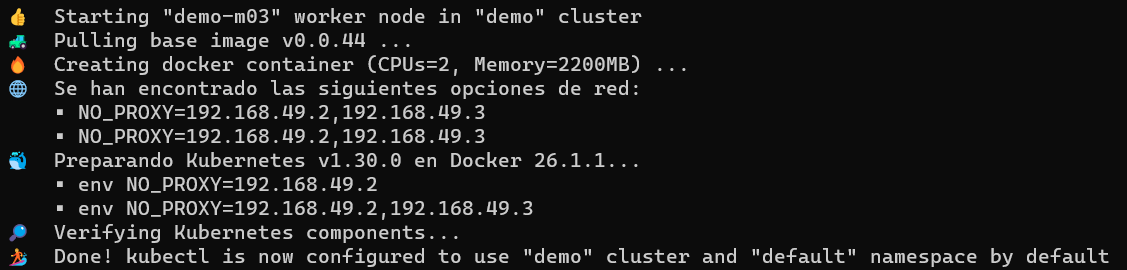 👍 Starting "demo-m03" worker node in "demo" cluster
🚜 Pulling base image v0.0.44 ...
🔥 Creating docker container (CPUs=2, Memory=2200MB) ...
🌐 Se han encontrado las siguientes opciones de red:
▪ NO_PROXY=192.168.49.2,192.168.49.3
▪ NO_PROXY=192.168.49.2,192.168.49.3
🐳 Preparando Kubernetes v1.30.0 en Docker 26.1.1...
▪ env NO_PROXY=192.168.49.2
▪ env NO_PROXY=192.168.49.2,192.168.49.3
🔎 Verifying Kubernetes components...
🏄 Done! kubectl is now configured to use "demo" cluster and "default" namespace by default